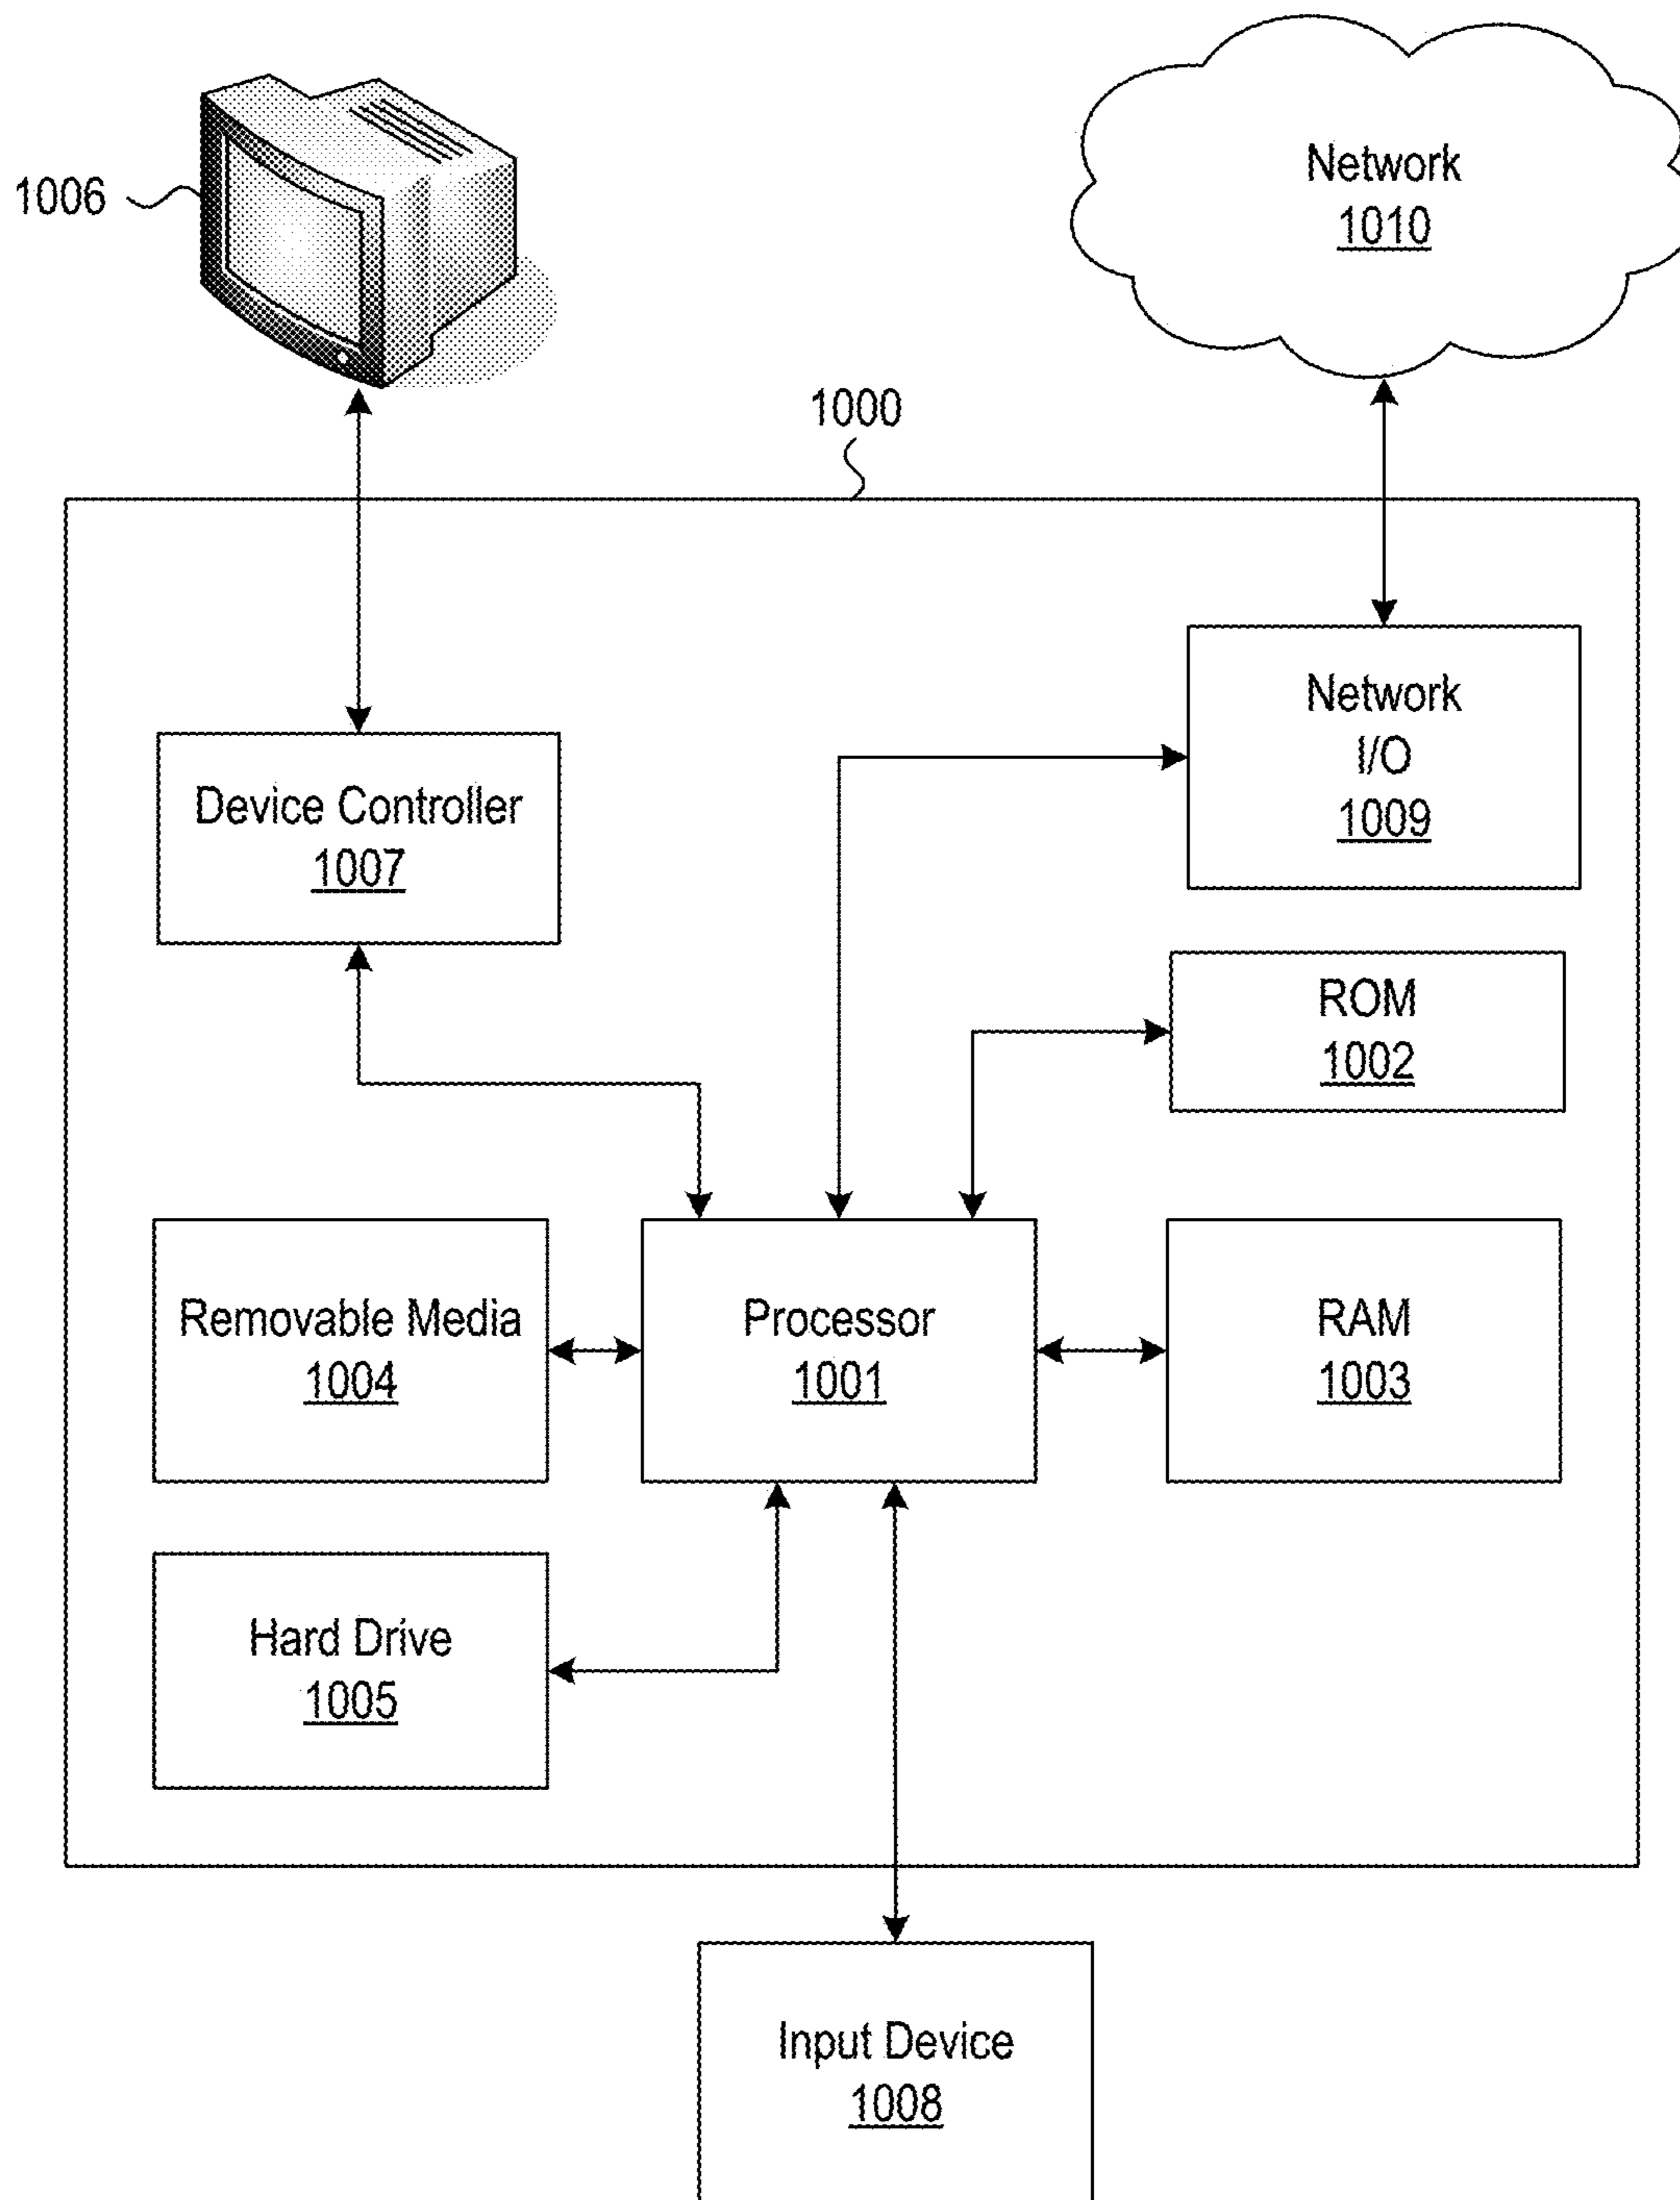 1006
Network
1010
1000
Network
I/O
1009
Device Controller
1007
ROM
1002
Removable Media
1004
Processor
1001
RAM
1003
Hard Drive
1005
Input Device
1008